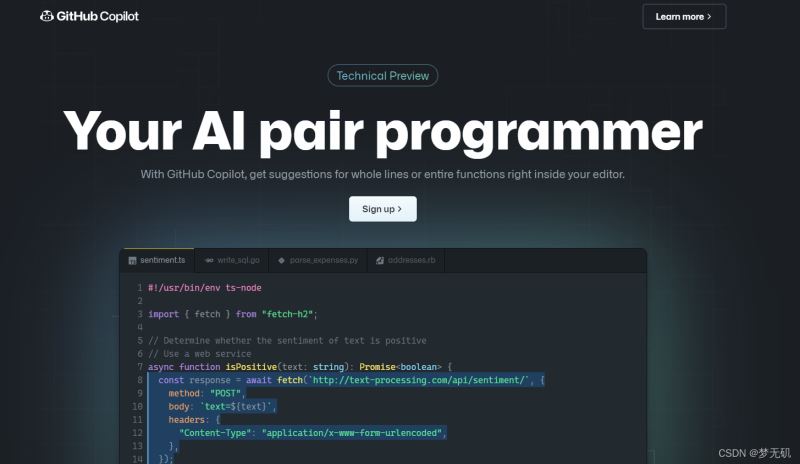 GitHub Copilot
Learn more >
Technical Preview
Your AI pair programmer
With GitHub Copilot, get suggestions for whole lines or entire functions right inside your editor.
Sign up >
sentiment.ts write_sql.go parse_expenses.py addresses.rb
1 #!/usr/bin/env ts-node
2
3 import { fetch } from "fetch-h2";
4
5 // Determine whether the sentiment of text is positive
6 // Use a web service
7 async function isPositive(text: string): Promise<boolean> {
8 const response = await fetch(`http://text-processing.com/api/sentiment/`, {
9 method: "POST",
10 body: `text=${text}`,
11 headers: {
12 "Content-Type": "application/x-www-form-urlencoded",
13 },
14 });
CSDN @梦无矶